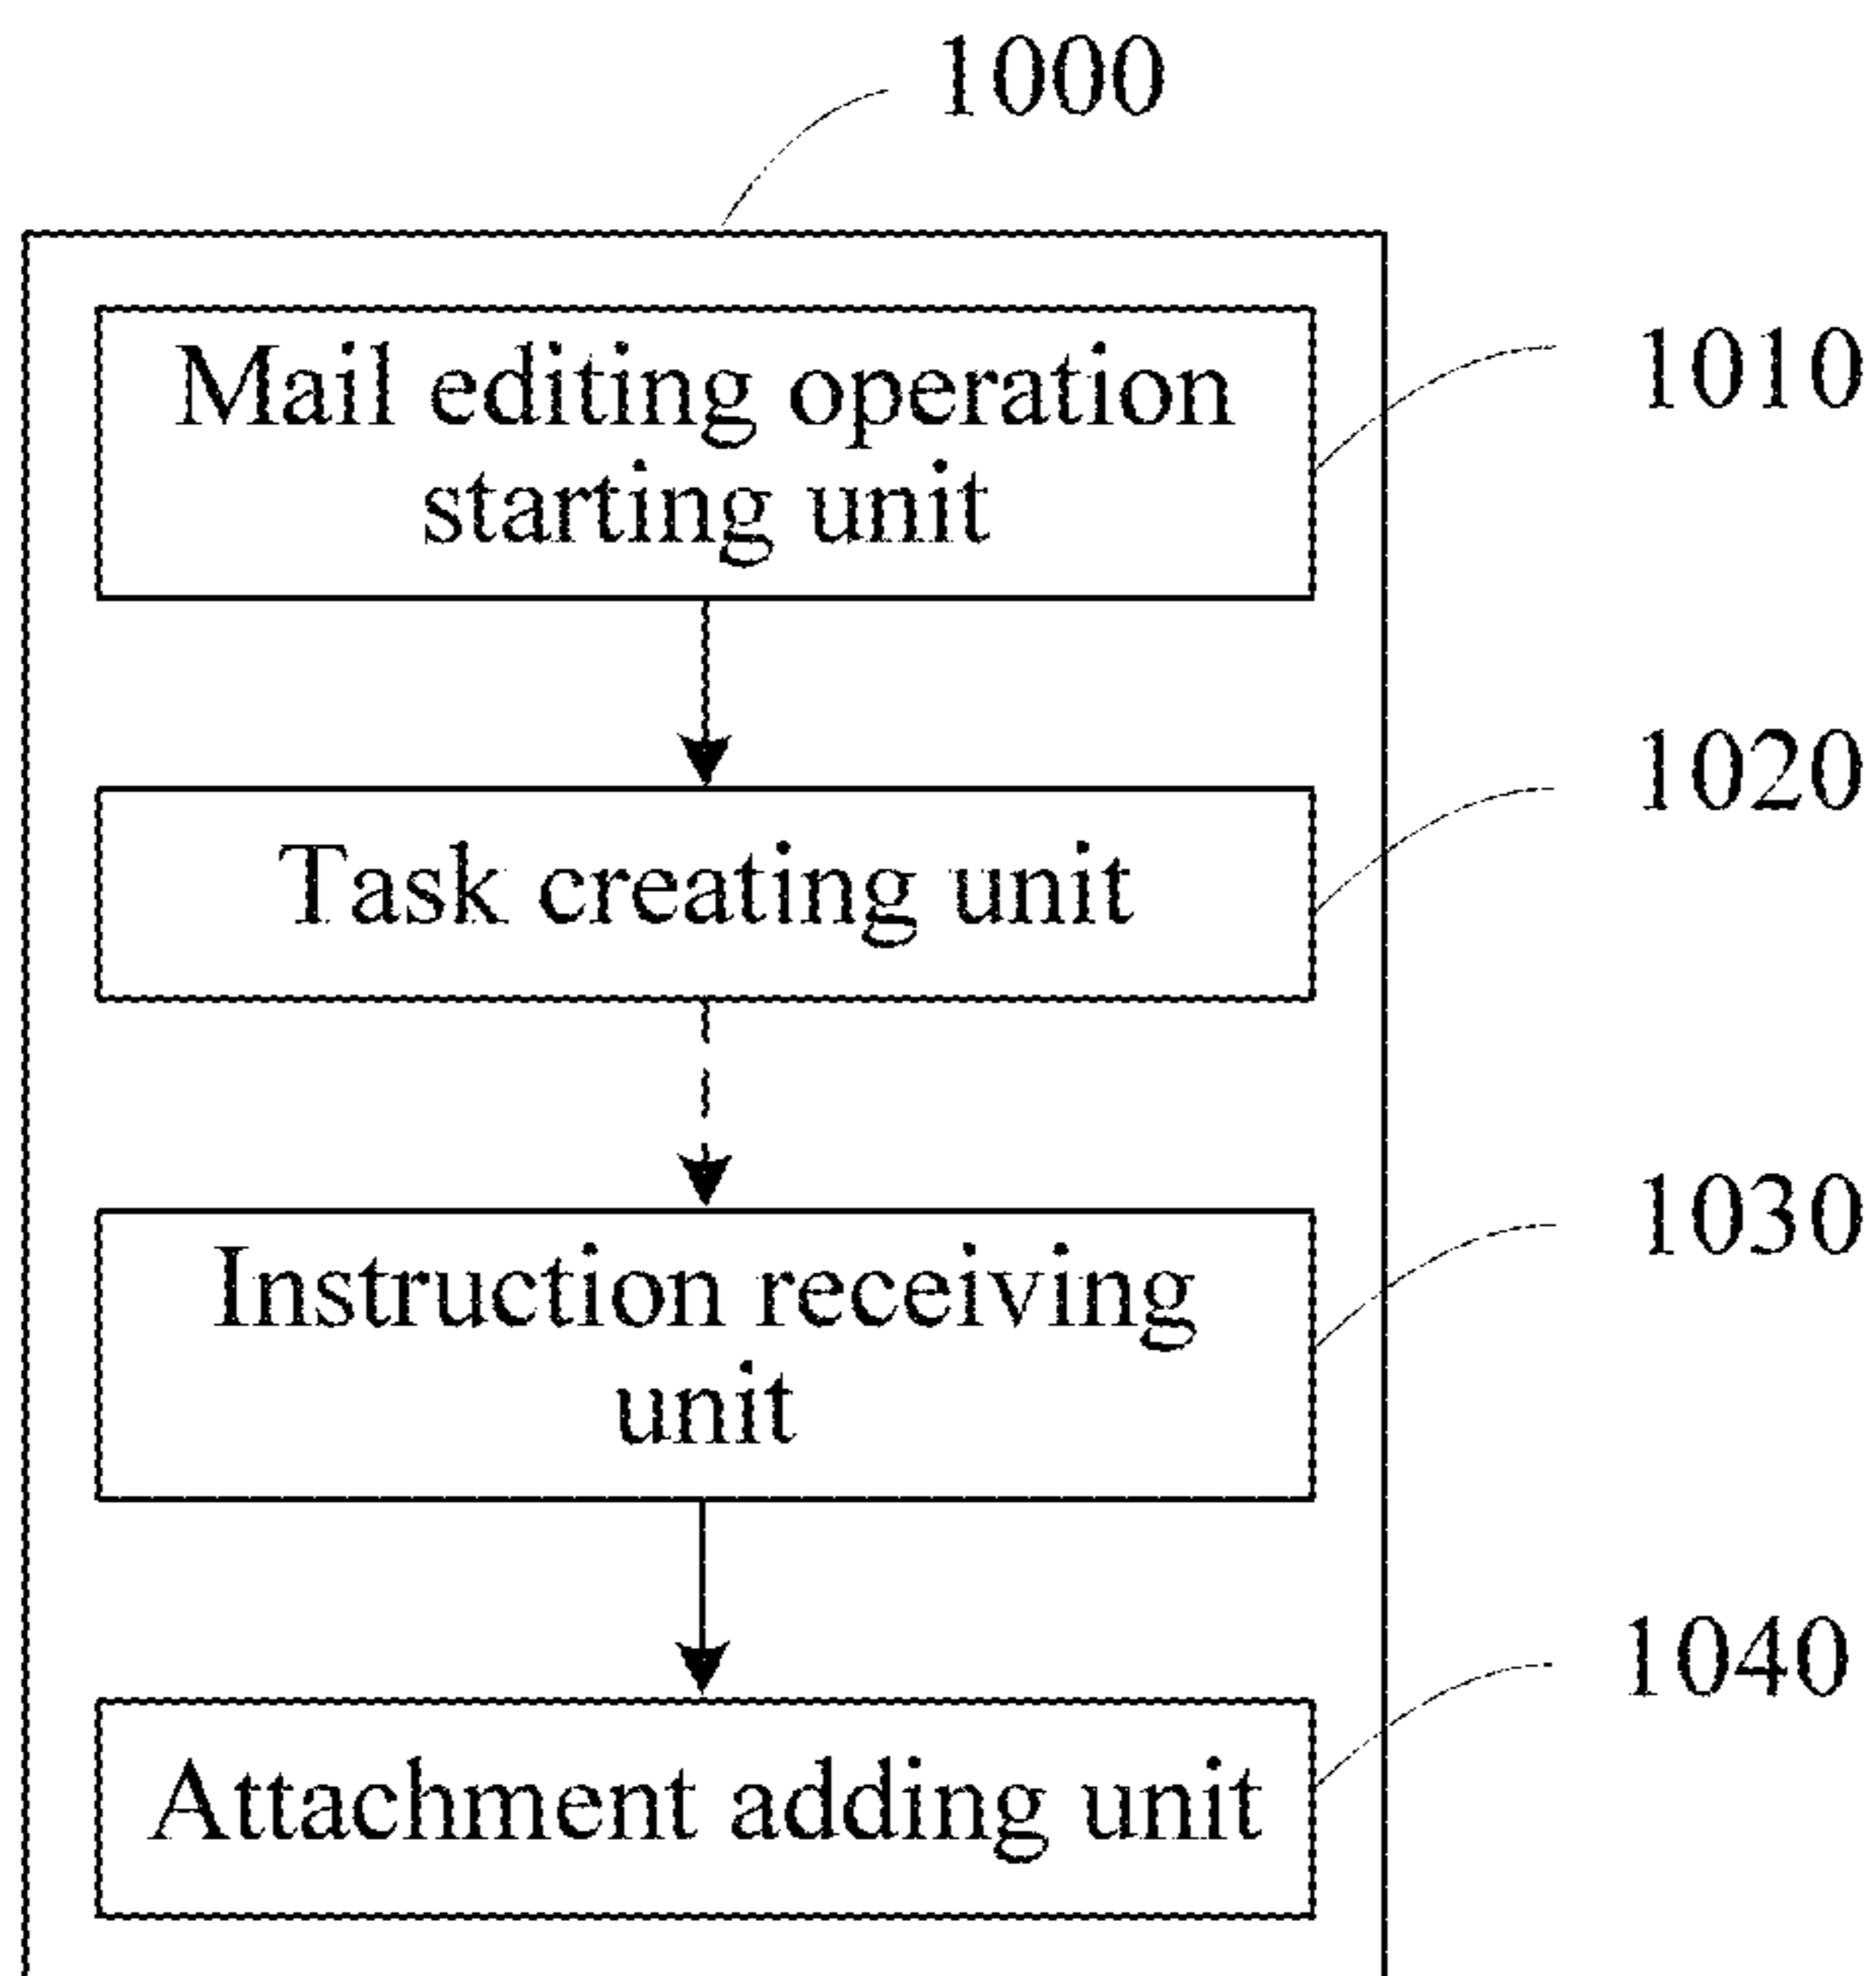 1000
Mail editing operation
starting unit
1010
Task creating unit
1020
Instruction receiving
unit
1030
Attachment adding unit
1040